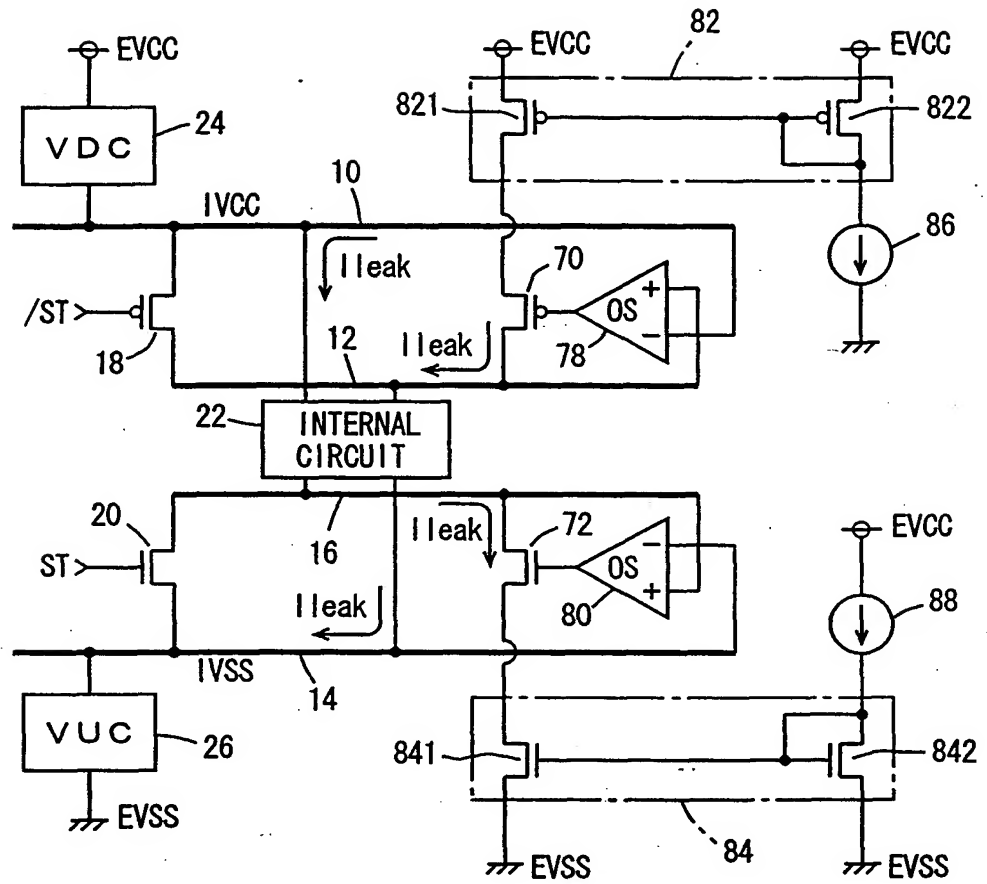 EVCC
EVCC
82
EVCC
821
822
VDC
24
IVCC
10
86
Ileak
70
/ST
18
+
OS
−
78
12
Ileak
22
INTERNAL
CIRCUIT
16
20
Ileak
72
EVCC
ST
−
OS
+
80
88
Ileak
IVSS
14
VUC
26
841
842
EVSS
84
EVSS
EVSS